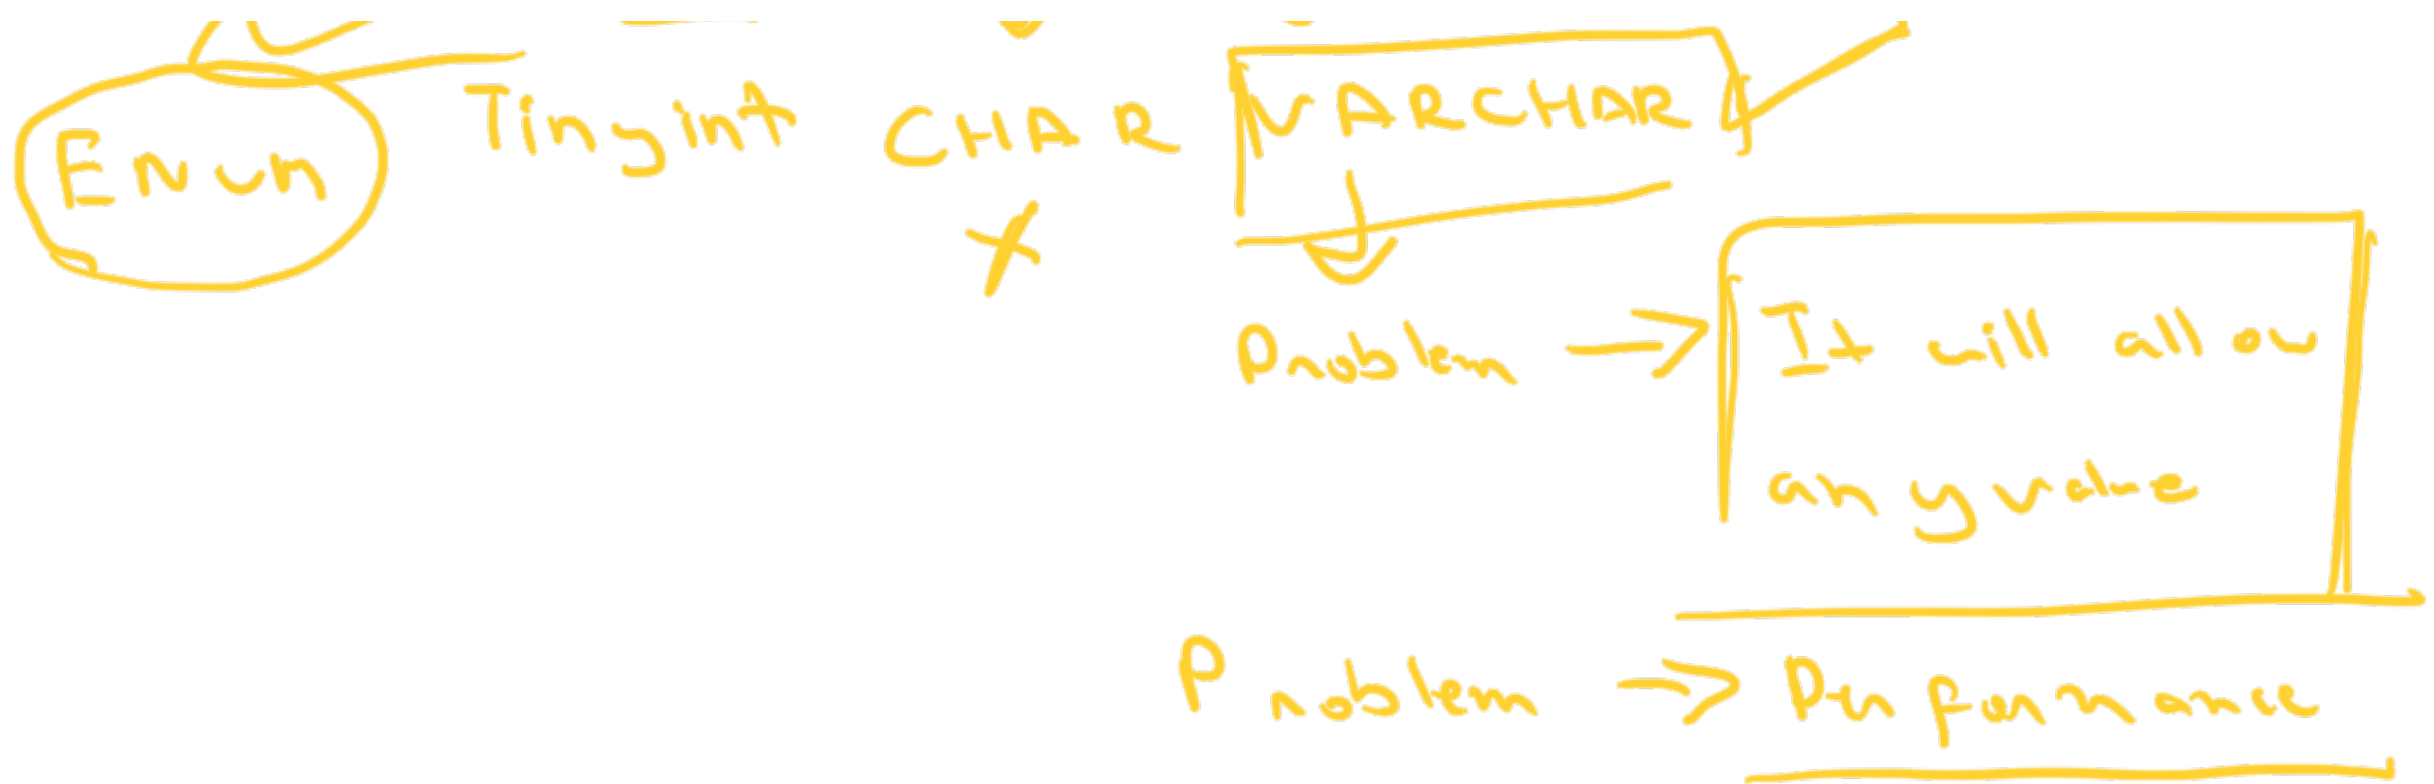 Enum Tinyint CHAR VARCHAR
Problem → It will allow
any value
Problem → Performance